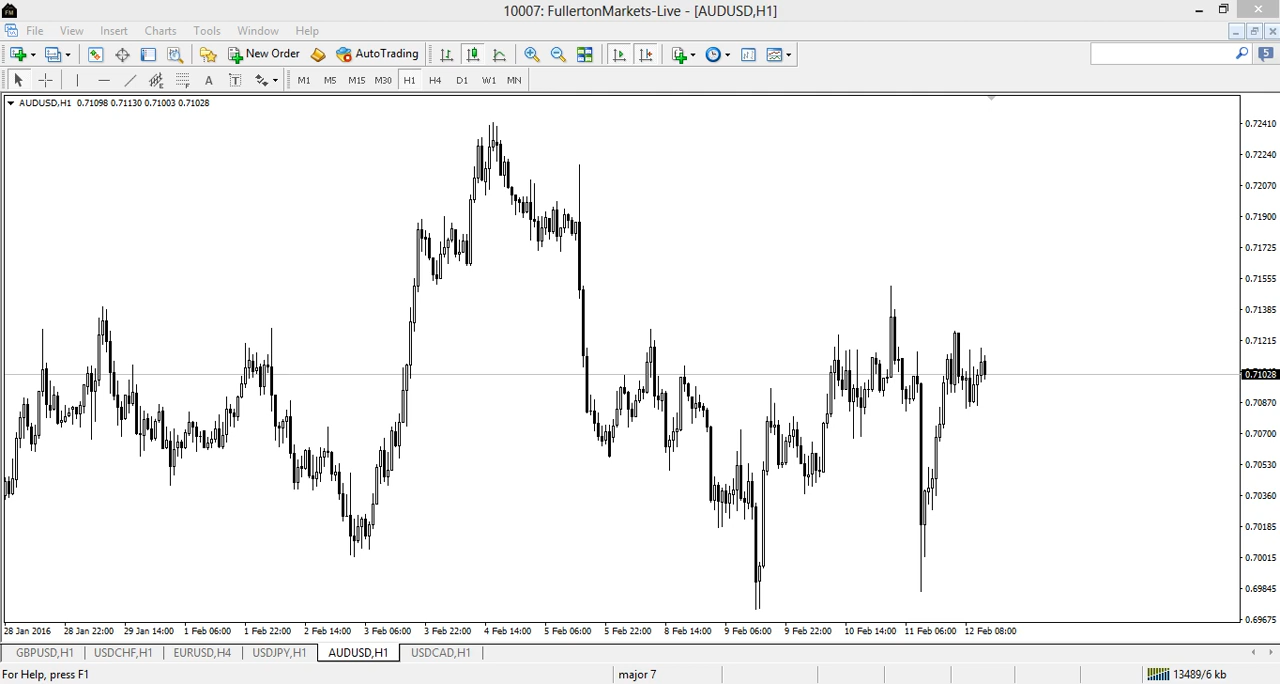 10007: FullertonMarkets-Live - [AUDUSD,H1]
File View Insert Charts Tools Window Help
New Order AutoTrading
5
A T M1 M5 M15 M30 H1 H4 D1 W1 MN
AUDUSD,H1 0.71098 0.71130 0.71003 0.71028
0.72410
0.72240
0.72070
0.71900
0.71725
0.71555
0.71385
0.71215
0.71028
0.70870
0.70700
0.70530
0.70360
0.70185
0.70015
0.69845
0.69675
28 Jan 2016 28 Jan 22:00 29 Jan 14:00 1 Feb 06:00 1 Feb 22:00 2 Feb 14:00 3 Feb 06:00 3 Feb 22:00 4 Feb 14:00 5 Feb 06:00 5 Feb 22:00 8 Feb 14:00 9 Feb 06:00 9 Feb 22:00 10 Feb 14:00 11 Feb 06:00 12 Feb 08:00
GBPUSD,H1 USDCHF,H1 EURUSD,H4 USDJPY,H1 AUDUSD,H1 USDCAD,H1
For Help, press F1 major 7 13489/6 kb